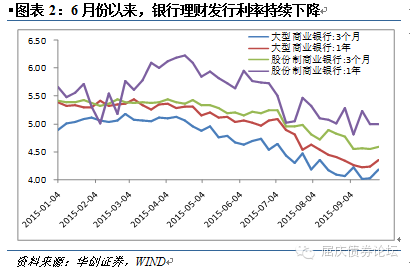 图表 2：6 月份以来，银行理财发行利率持续下降
大型商业银行:3个月
大型商业银行:1年
股份制商业银行:3个月
股份制商业银行:1年
6.50
6.00
5.50
5.00
4.50
4.00
2015-01-04
2015-02-04
2015-03-04
2015-04-04
2015-05-04
2015-06-04
2015-07-04
2015-08-04
2015-09-04
资料来源：华创证券，WIND
屈庆债券论坛